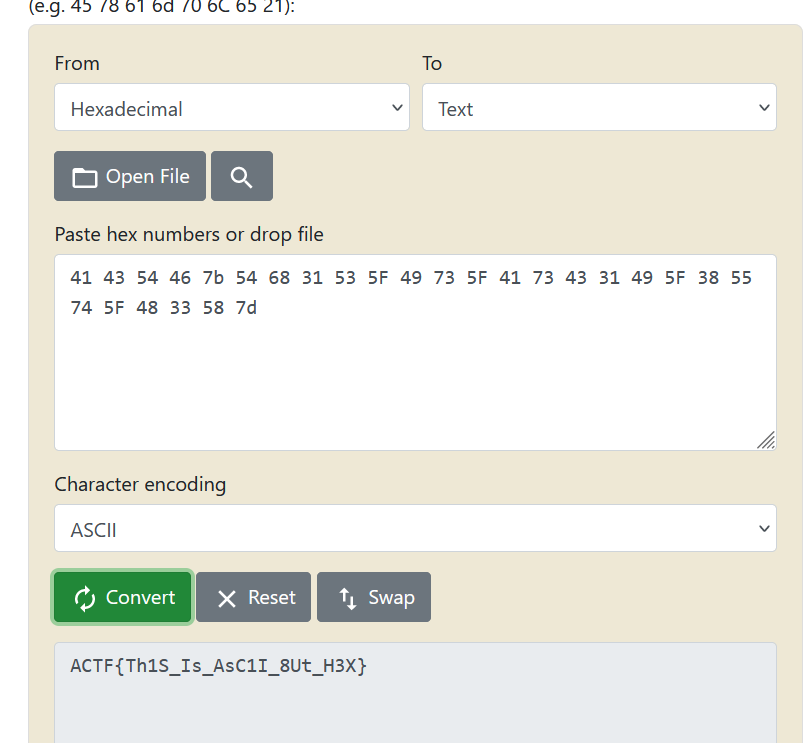 (e.g. 45 78 61 6d 70 6C 65 21):
From To
Hexadecimal Text
Open File
Paste hex numbers or drop file
41 43 54 46 7b 54 68 31 53 5F 49 73 5F 41 73 43 31 49 5F 38 55
74 5F 48 33 58 7d
Character encoding
ASCII
Convert Reset Swap
ACTF{Th1S_Is_AsC1I_8Ut_H3X}